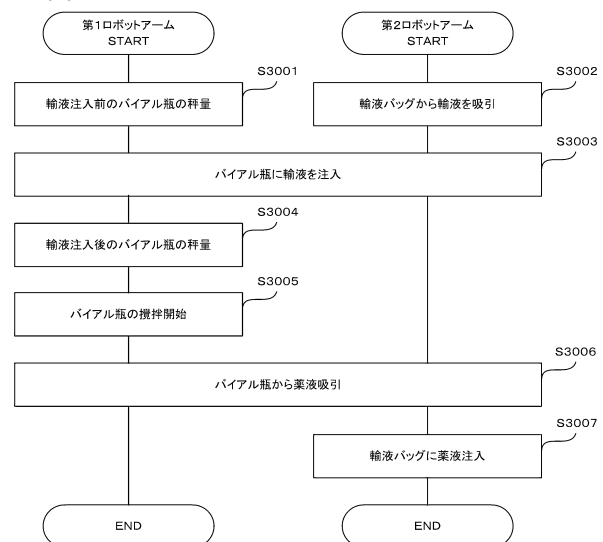 第1ロボットアーム
START
第2ロボットアーム
START
S3001
輸液注入前のバイアル瓶の秤量
S3002
輸液バッグから輸液を吸引
S3003
バイアル瓶に輸液を注入
S3004
輸液注入後のバイアル瓶の秤量
S3005
バイアル瓶の攪拌開始
S3006
バイアル瓶から薬液吸引
S3007
輸液バッグに薬液注入
END
END